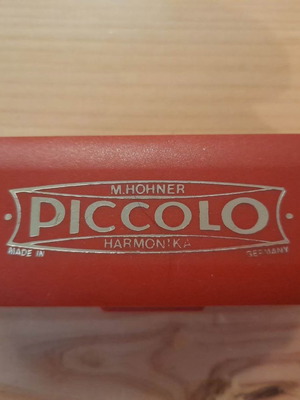 M. HOHNER
PICCOLO
HARMONIKA
MADE IN GERMANY